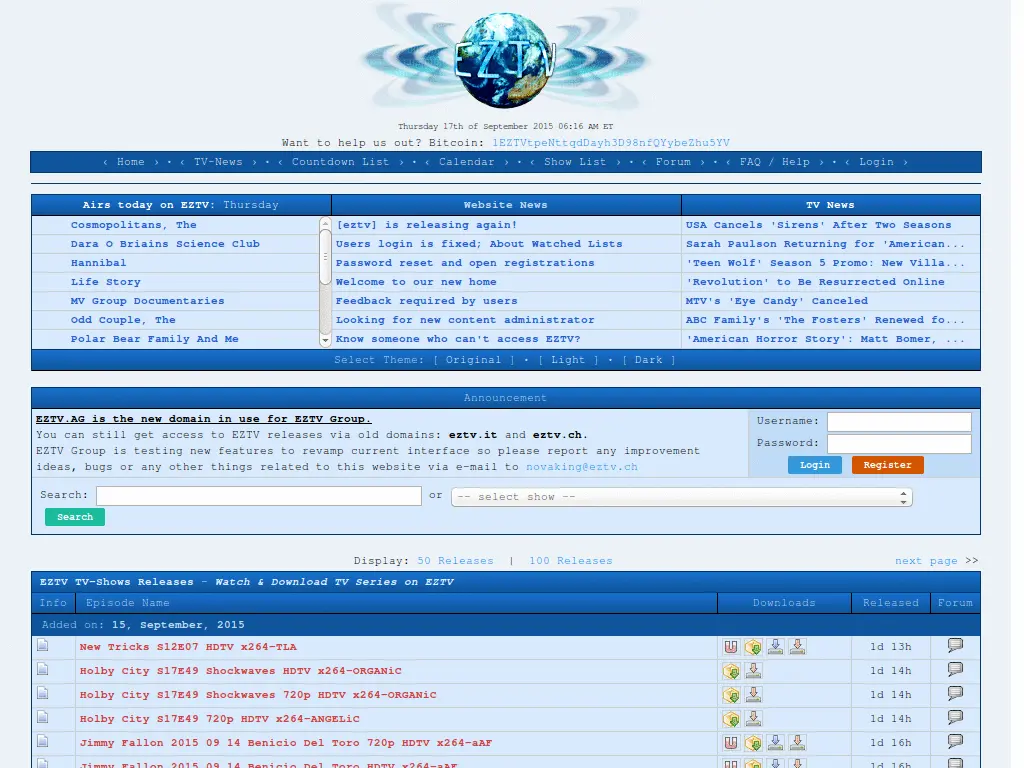 EZTV
Thursday 17th of September 2015 06:16 AM ET
Want to help us out? Bitcoin: 1EZTVtpeNttqdDayh3D98nfQYybeZhu5YV
‹ Home › • ‹ TV-News › • ‹ Countdown List › • ‹ Calendar › • ‹ Show List › • ‹ Forum › • ‹ FAQ / Help › • ‹ Login ›
Airs today on EZTV: Thursday
Cosmopolitans, The
Dara O Briains Science Club
Hannibal
Life Story
MV Group Documentaries
Odd Couple, The
Polar Bear Family And Me
Website News
[eztv] is releasing again!
Users login is fixed; About Watched Lists
Password reset and open registrations
Welcome to our new home
Feedback required by users
Looking for new content administrator
Know someone who can't access EZTV?
TV News
USA Cancels 'Sirens' After Two Seasons
Sarah Paulson Returning for 'American...
'Teen Wolf' Season 5 Promo: New Villa...
'Revolution' to Be Resurrected Online
MTV's 'Eye Candy' Canceled
ABC Family's 'The Fosters' Renewed fo...
'American Horror Story': Matt Bomer, ...
Select Theme: [ Original ] • [ Light ] • [ Dark ]
Announcement
EZTV.AG is the new domain in use for EZTV Group.
You can still get access to EZTV releases via old domains: eztv.it and eztv.ch.
EZTV Group is testing new features to revamp current interface so please report any improvement
ideas, bugs or any other things related to this website via e-mail to novaking@eztv.ch
Username:
Password:
Login Register
Search: or -- select show --
Search
Display: 50 Releases | 100 Releases next page >>
EZTV TV-Shows Releases - Watch & Download TV Series on EZTV
Info Episode Name Downloads Released Forum
Added on: 15, September, 2015
New Tricks S12E07 HDTV x264-TLA 1d 13h
Holby City S17E49 Shockwaves HDTV x264-ORGANiC 1d 14h
Holby City S17E49 Shockwaves 720p HDTV x264-ORGANiC 1d 14h
Holby City S17E49 720p HDTV x264-ANGELiC 1d 14h
Jimmy Fallon 2015 09 14 Benicio Del Toro 720p HDTV x264-aAF 1d 16h
Jimmy Fallon 2015 09 14 Benicio Del Toro HDTV x264-aAF 1d 16h